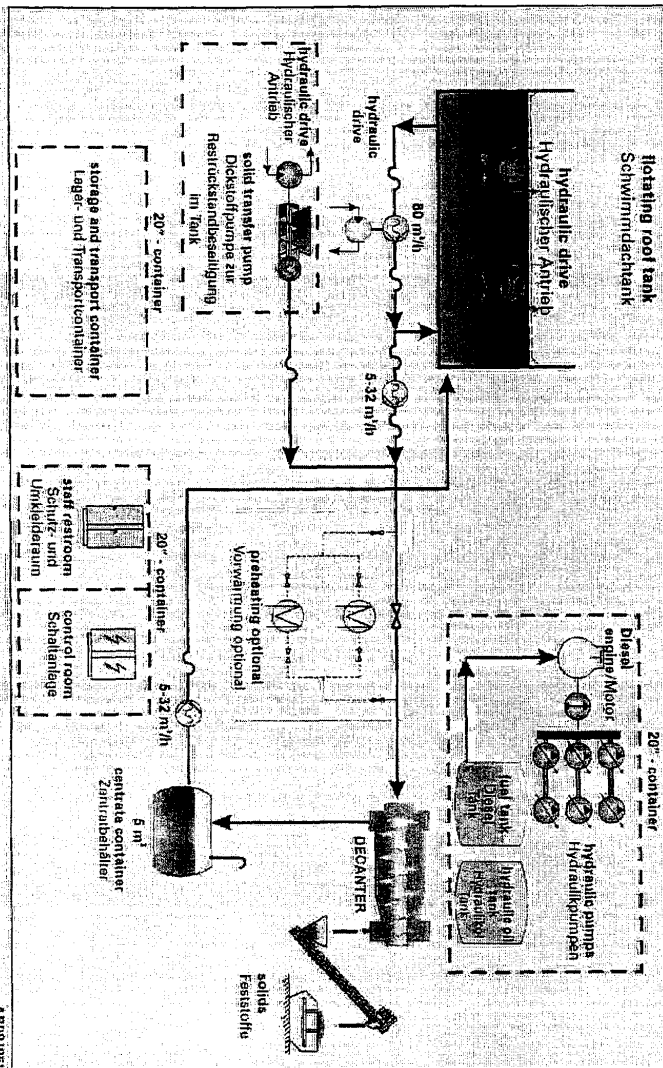 flotating roof tank
Schwimmdachtank
hydraulic drive
Hydraulischer Antrieb
hydraulic
drive
80 m³/h
5-32 m³/h
hydraulic drive
Hydraulischer
Antrieb
solid transfer pump
Dickstoffpumpe zur
Restrückstandbeseitigung
im Tank
20" - container
storage and transport container
Lager- und Transportcontainer
20" - container
Diesel
engine/Motor
hydraulic pumps
Hydraulikpumpen
fuel tank
Diesel
Tank
hydraulic oil
tank
Hydrauliköl
Tank
preheating optional
Vorwärmung optional
DECANTER
20" - container
staff restroom
Schutz- und
Umkleideraum
control room
Schaltanlage
5-32 m³/h
5 m³
centrate container
Zentratbehälter
solids
Feststoffe